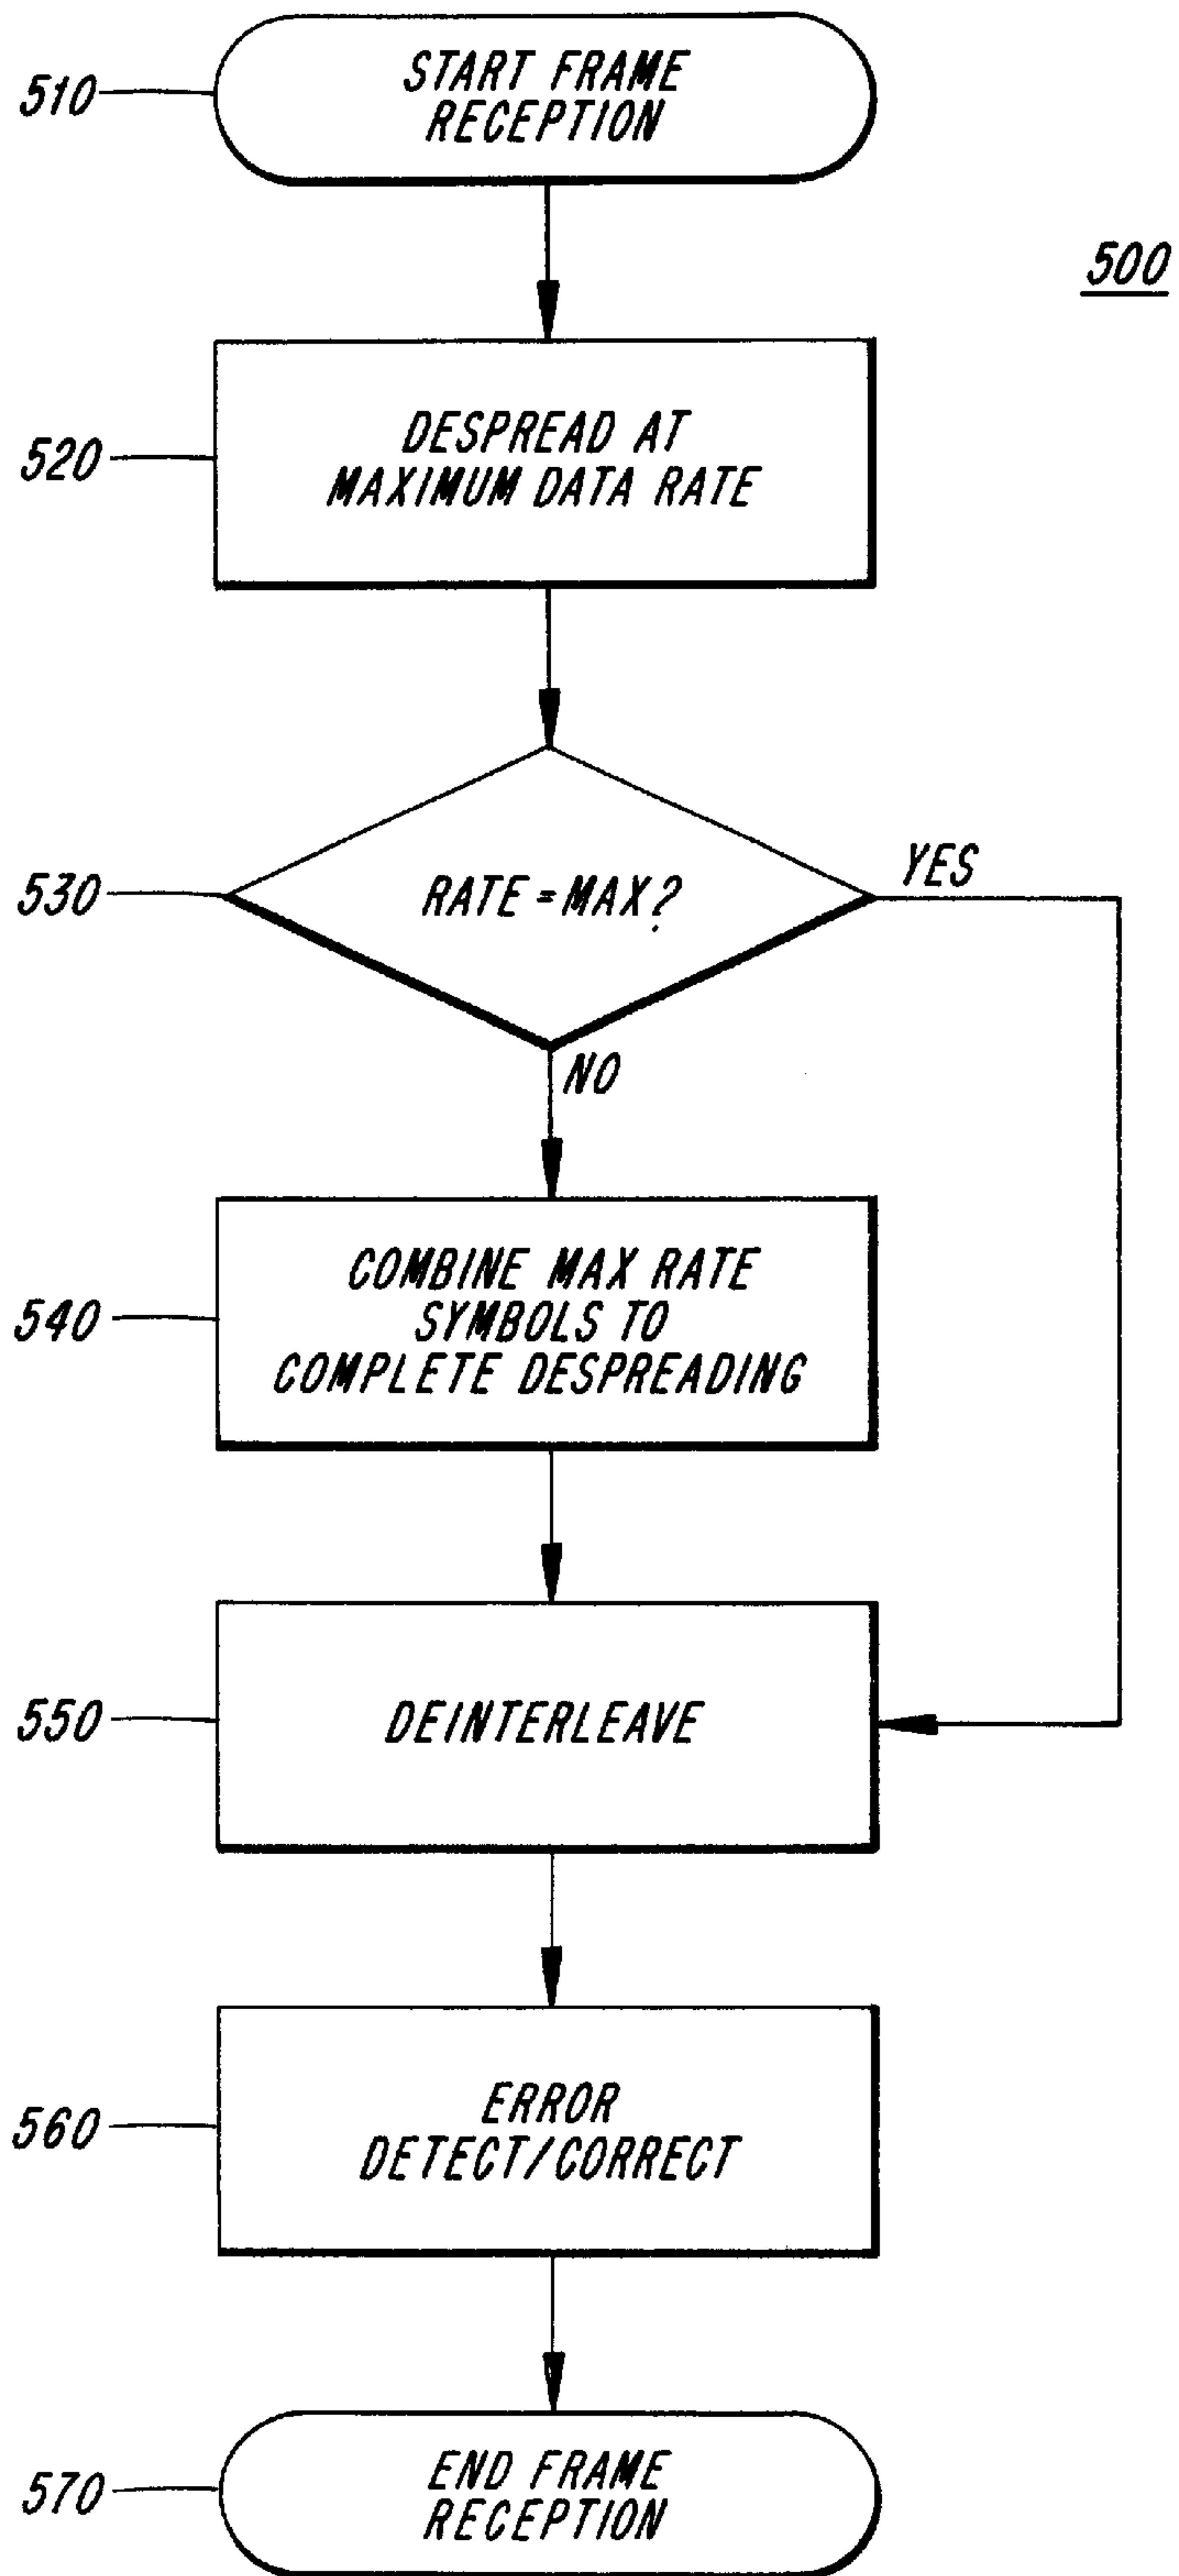 510
START FRAME
RECEPTION
500
520
DESPREAD AT
MAXIMUM DATA RATE
530
RATE = MAX?
YES
NO
540
COMBINE MAX RATE
SYMBOLS TO
COMPLETE DESPREADING
550
DEINTERLEAVE
560
ERROR
DETECT/CORRECT
570
END FRAME
RECEPTION